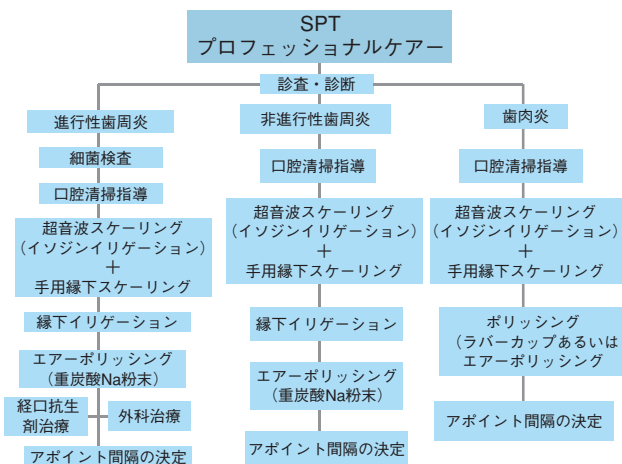 SPT
プロフェッショナルケアー
診査・診断
進行性歯周炎
細菌検査
口腔清掃指導
超音波スケーリング
（イソジンイリゲーション）
＋
手用縁下スケーリング
縁下イリゲーション
エアーポリッシング
（重炭酸Na粉末）
経口抗生
剤治療
外科治療
アポイント間隔の決定
非進行性歯周炎
口腔清掃指導
超音波スケーリング
（イソジンイリゲーション）
＋
手用縁下スケーリング
縁下イリゲーション
エアーポリッシング
（重炭酸Na粉末）
アポイント間隔の決定
歯肉炎
口腔清掃指導
超音波スケーリング
（イソジンイリゲーション）
＋
手用縁下スケーリング
ポリッシング
（ラバーカップあるいは
エアーポリッシング
アポイント間隔の決定